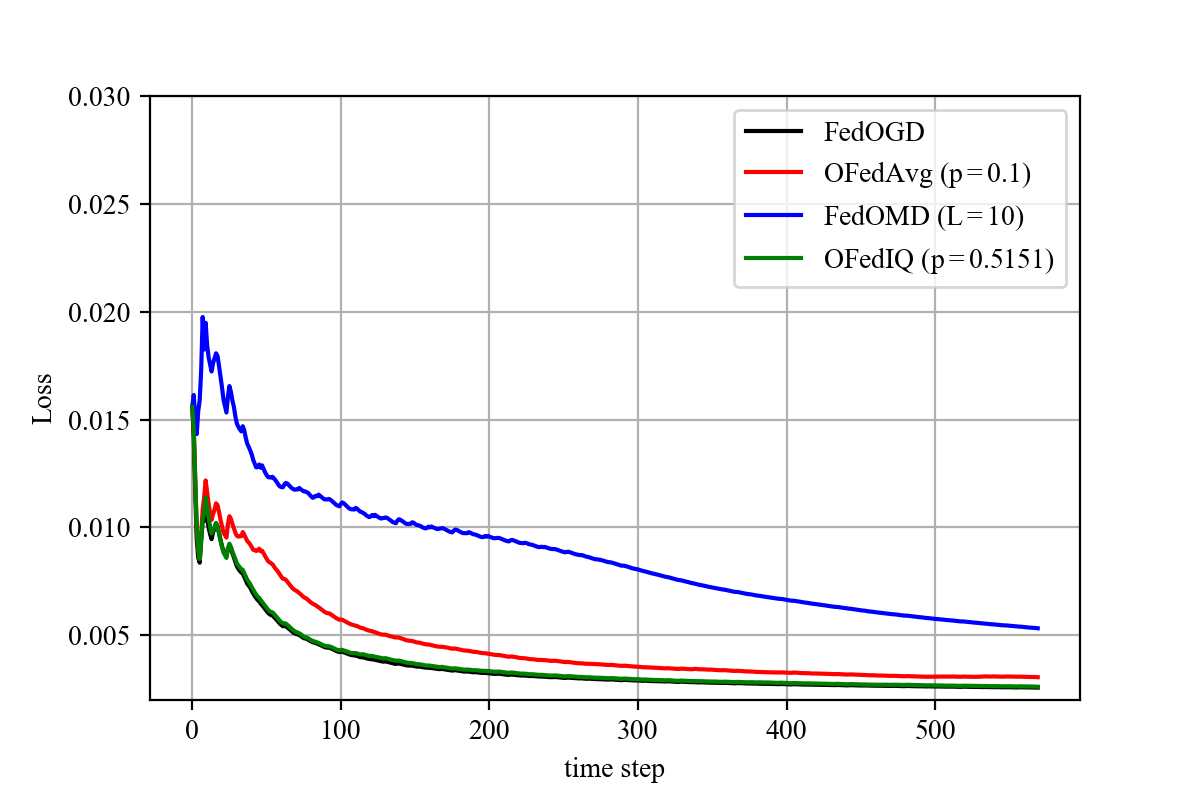 0.030
0.025
0.020
0.015
0.010
0.005
Loss
0 100 200 300 400 500
time step
FedOGD
OFedAvg (p = 0.1)
FedOMD (L = 10)
OFedIQ (p = 0.5151)